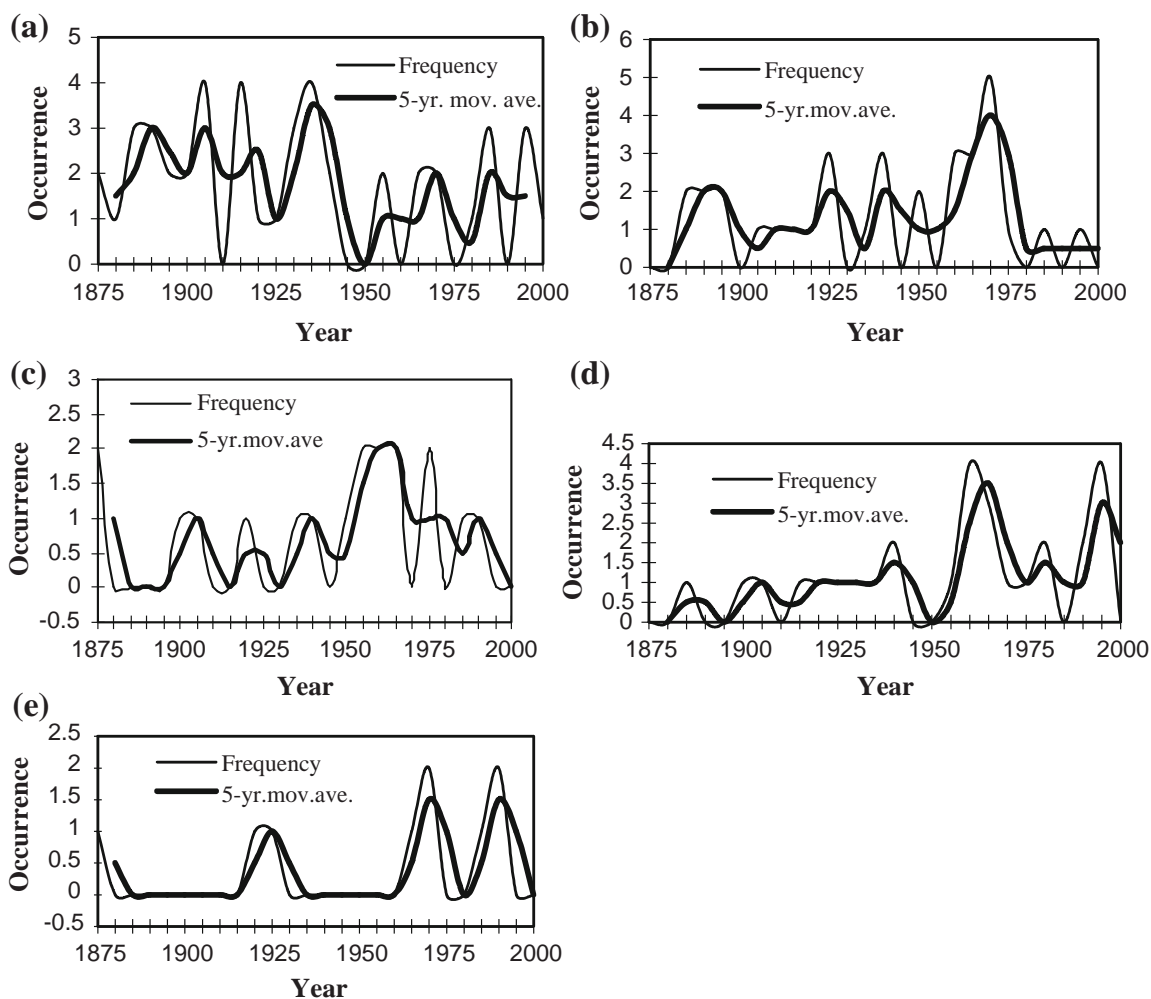 (a)
5
4
3
2
1
0
Occurrence
Frequency
5-yr. mov. ave.
1875 1900 1925 1950 1975 2000
Year
(b)
6
5
4
3
2
1
0
Occurrence
Frequency
5-yr.mov.ave.
1875 1900 1925 1950 1975 2000
Year
(c)
3
2.5
2
1.5
1
0.5
0
-0.5
Occurrence
Frequency
5-yr.mov.ave
1875 1900 1925 1950 1975 2000
Year
(d)
4.5
4
3.5
3
2.5
2
1.5
1
0.5
0
Occurrence
Frequency
5-yr.mov.ave.
1875 1900 1925 1950 1975 2000
Year
(e)
2.5
2
1.5
1
0.5
0
-0.5
Occurrence
Frequency
5-yr.mov.ave.
1875 1900 1925 1950 1975 2000
Year